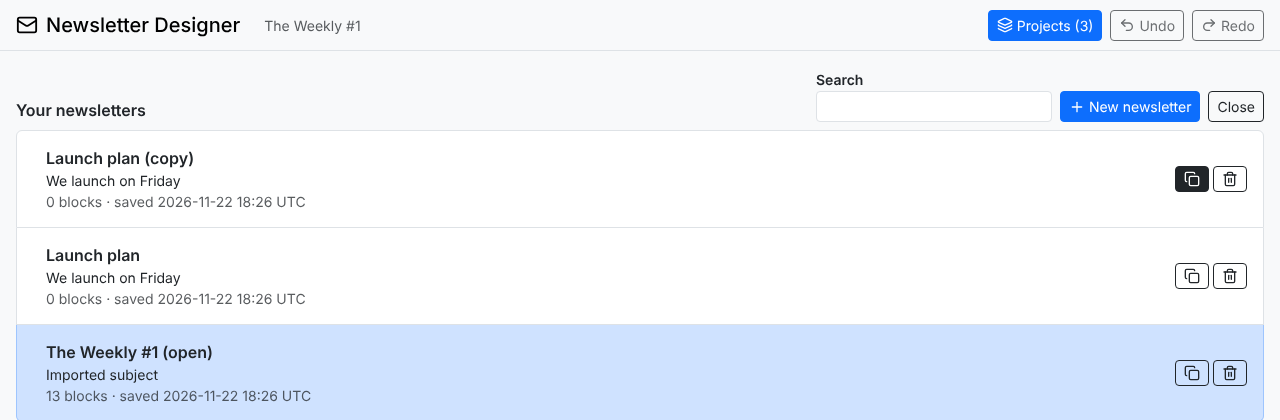 Newsletter Designer The Weekly #1 Projects (3) Undo Redo
Search
Your newsletters New newsletter Close
Launch plan (copy)
We launch on Friday
0 blocks · saved 2026-11-22 18:26 UTC
Launch plan
We launch on Friday
0 blocks · saved 2026-11-22 18:26 UTC
The Weekly #1 (open)
Imported subject
13 blocks · saved 2026-11-22 18:26 UTC